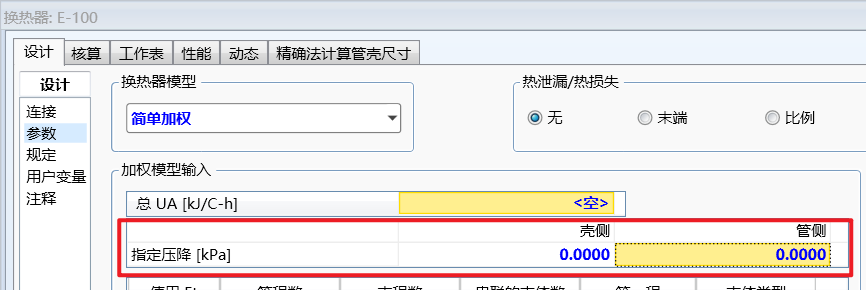 换热器: E-100
设计 核算 工作表 性能 动态 精确法计算管壳尺寸
设计
连接
参数
规定
用户变量
注释
换热器模型
简单加权
热泄漏/热损失
无 末端 比例
加权模型输入
总 UA [kJ/C-h] <空>
壳侧 管侧
指定压降 [kPa] 0.0000 0.0000